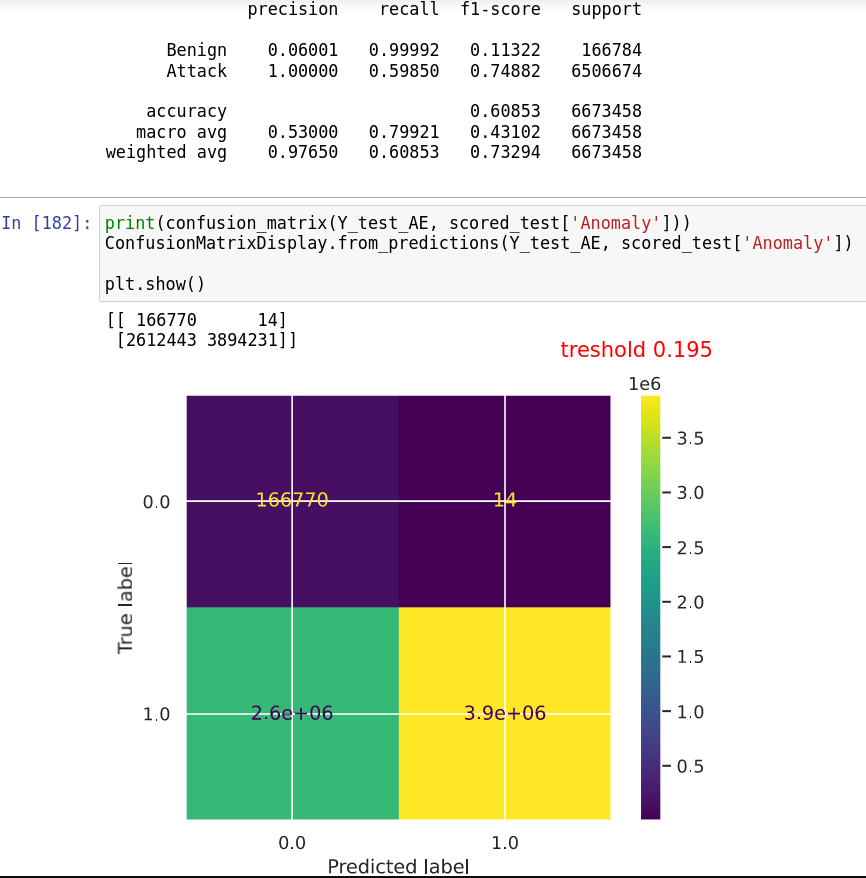 precision recall f1-score support
Benign 0.06001 0.99992 0.11322 166784
Attack 1.00000 0.59850 0.74882 6506674
accuracy 0.60853 6673458
macro avg 0.53000 0.79921 0.43102 6673458
weighted avg 0.97650 0.60853 0.73294 6673458
In [182]: print(confusion_matrix(Y_test_AE, scored_test['Anomaly']))
ConfusionMatrixDisplay.from_predictions(Y_test_AE, scored_test['Anomaly'])
plt.show()
[[ 166770 14]
[2612443 3894231]]
treshold 0.195
1e6
3.5
0.0 166770 14
3.0
2.5
2.0
True label
1.5
1.0 2.6e+06 3.9e+06
1.0
0.5
0.0 1.0
Predicted label